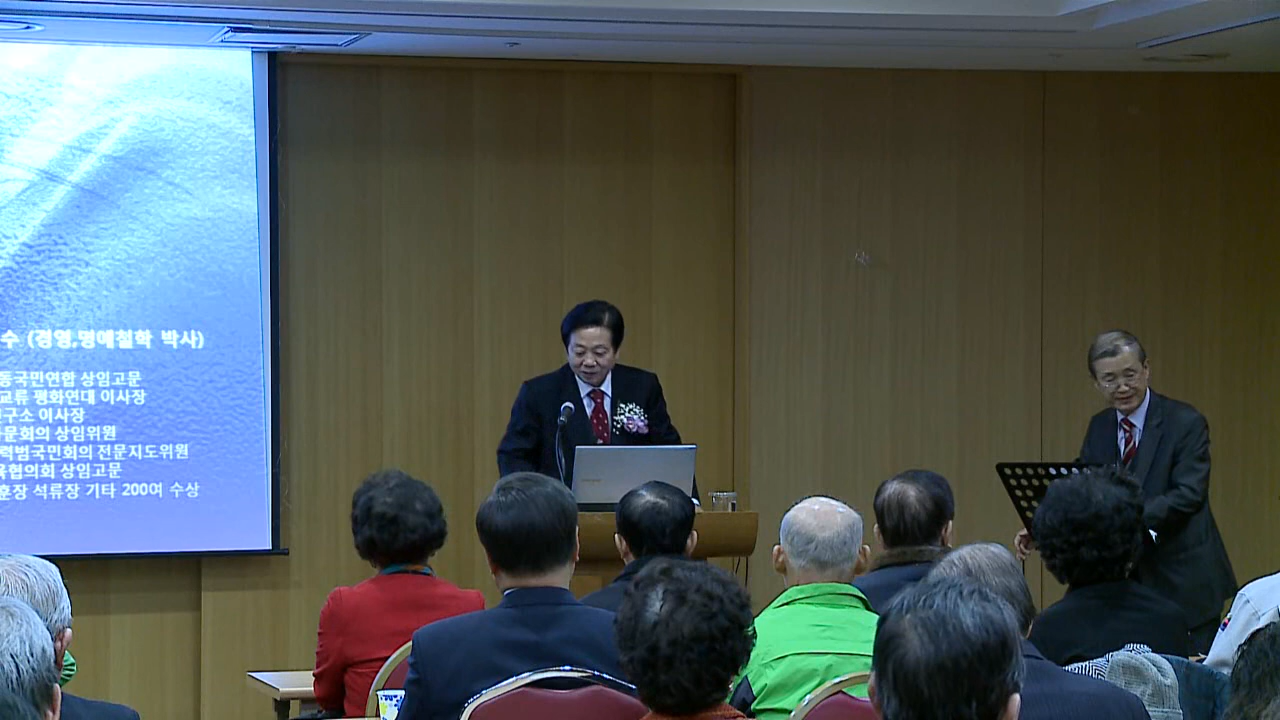 수 (경영,명예철학 박사)
동국민연합 상임고문
교류 평화연대 이사장
연구소 이사장
자문회의 상임위원
력범국민회의 전문지도위원
육협의회 상임고문
훈장 석류장 기타 200여 수상